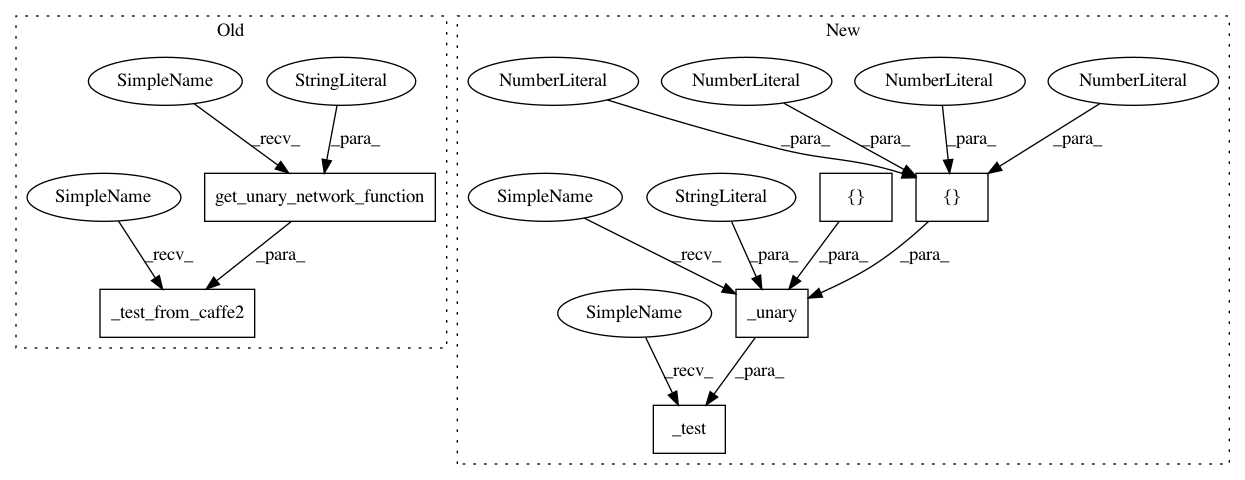 Old
New
SimpleName
StringLiteral
NumberLiteral
NumberLiteral
NumberLiteral
NumberLiteral
_recv_
_para_
_para_
_para_
_para_
_para_
SimpleName
get_unary_network_function
SimpleName
StringLiteral
{}
{}
_recv_
_para_
_recv_
_para_
_para_
_para_
_test_from_caffe2
SimpleName
_unary
_recv_
_para_
_test